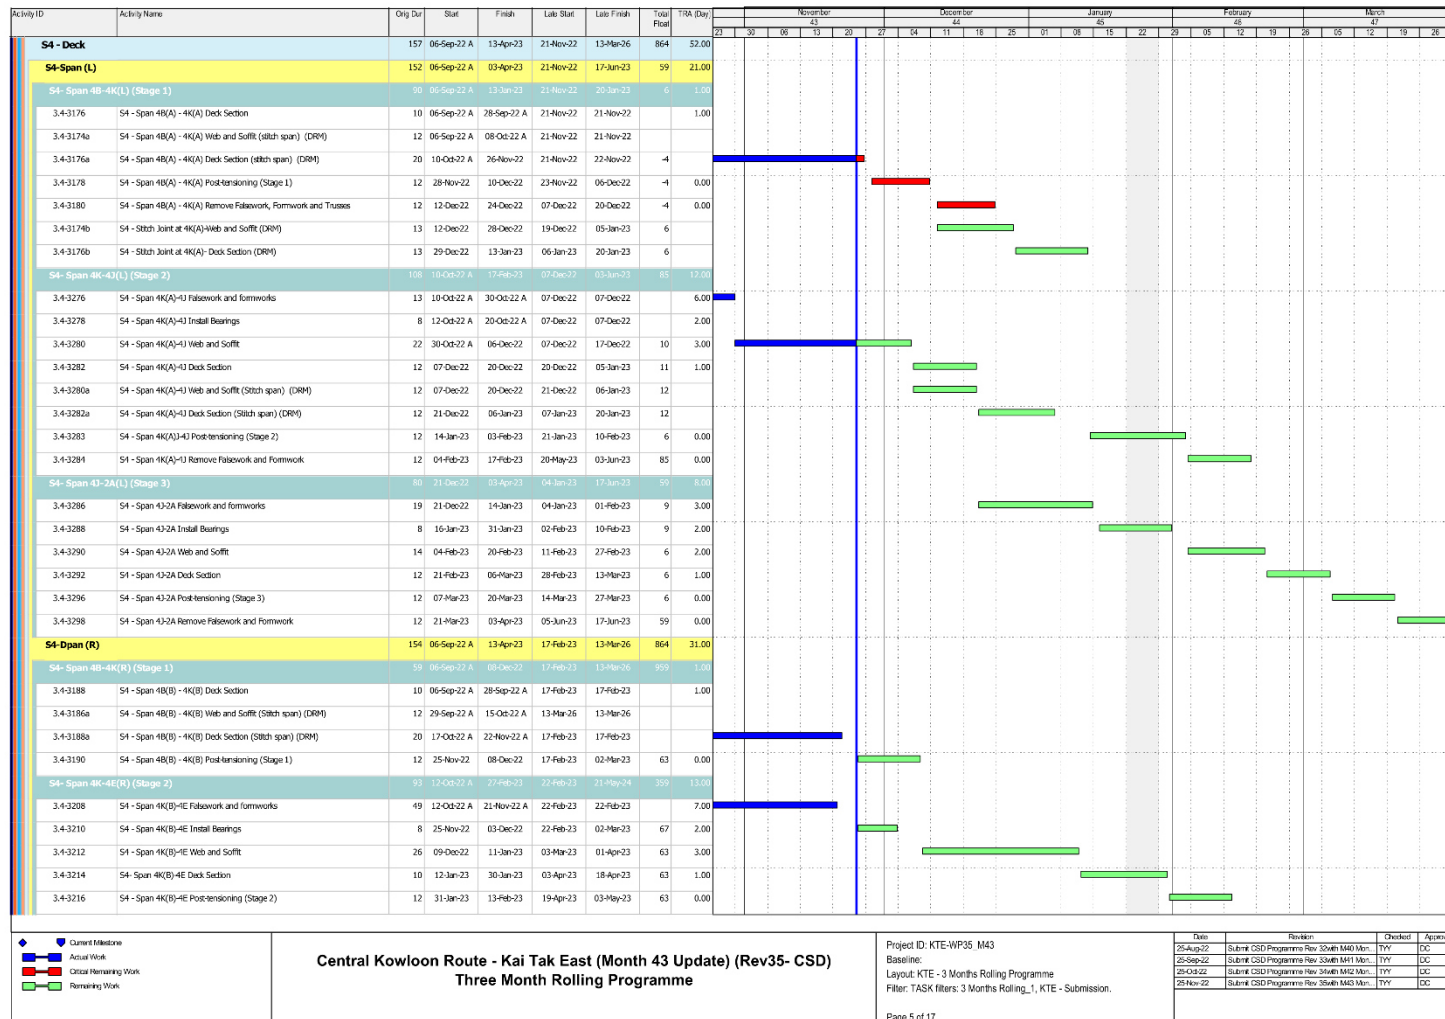 Activity ID Activity Name Orig Dur Start Finish Late Start Late Finish Total Float TRA (Day) November December January February March
43 44 45 46 47
23 30 06 13 20 27 04 11 18 25 01 08 15 22 29 05 12 19 26 05 12 19 26
S4 - Deck 157 06-Sep-22 A 13-Apr-23 21-Nov-22 13-Mar-26 864 52.00
S4-Span (L) 152 06-Sep-22 A 03-Apr-23 21-Nov-22 17-Jun-23 59 21.00
S4- Span 4B-4K(L) (Stage 1) 90 06-Sep-22 A 13-Jan-23 21-Nov-22 20-Jan-23 6 1.00
3.4-3176 S4 - Span 4B(A) - 4K(A) Deck Section 10 06-Sep-22 A 28-Sep-22 A 21-Nov-22 21-Nov-22 1.00
3.4-3174a S4 - Span 4B(A) - 4K(A) Web and Soffit (stitch span) (DRM) 12 06-Sep-22 A 08-Oct-22 A 21-Nov-22 21-Nov-22
3.4-3176a S4 - Span 4B(A) - 4K(A) Deck Section (stitch span) (DRM) 20 10-Oct-22 A 26-Nov-22 21-Nov-22 22-Nov-22 -4
3.4-3178 S4 - Span 4B(A) - 4K(A) Post-tensioning (Stage 1) 12 28-Nov-22 10-Dec-22 23-Nov-22 06-Dec-22 -4 0.00
3.4-3180 S4 - Span 4B(A) - 4K(A) Remove Falsework, Formwork and Trusses 12 12-Dec-22 24-Dec-22 07-Dec-22 20-Dec-22 -4 0.00
3.4-3174b S4 - Stitch Joint at 4K(A)-Web and Soffit (DRM) 13 12-Dec-22 28-Dec-22 19-Dec-22 05-Jan-23 6
3.4-3176b S4 - Stitch Joint at 4K(A)- Deck Section (DRM) 13 29-Dec-22 13-Jan-23 06-Jan-23 20-Jan-23 6
S4- Span 4K-4J(L) (Stage 2) 108 10-Oct-22 A 17-Feb-23 07-Dec-22 03-Jun-23 85 12.00
3.4-3276 S4 - Span 4K(A)-4J Falsework and formworks 13 10-Oct-22 A 30-Oct-22 A 07-Dec-22 07-Dec-22 6.00
3.4-3278 S4 - Span 4K(A)-4J Install Bearings 8 12-Oct-22 A 20-Oct-22 A 07-Dec-22 07-Dec-22 2.00
3.4-3280 S4 - Span 4K(A)-4J Web and Soffit 22 30-Oct-22 A 06-Dec-22 07-Dec-22 17-Dec-22 10 3.00
3.4-3282 S4 - Span 4K(A)-4J Deck Section 12 07-Dec-22 20-Dec-22 20-Dec-22 05-Jan-23 11 1.00
3.4-3280a S4 - Span 4K(A)-4J Web and Soffit (Stitch span) (DRM) 12 07-Dec-22 20-Dec-22 21-Dec-22 06-Jan-23 12
3.4-3282a S4 - Span 4K(A)-4J Deck Section (Stitch span) (DRM) 12 21-Dec-22 06-Jan-23 07-Jan-23 20-Jan-23 12
3.4-3283 S4 - Span 4K(A)J-4J Post-tensioning (Stage 2) 12 14-Jan-23 03-Feb-23 21-Jan-23 10-Feb-23 6 0.00
3.4-3284 S4 - Span 4K(A)-4J Remove Falsework and Formwork 12 04-Feb-23 17-Feb-23 20-May-23 03-Jun-23 85 0.00
S4- Span 4J-2A(L) (Stage 3) 80 21-Dec-22 03-Apr-23 04-Jan-23 17-Jun-23 59 8.00
3.4-3286 S4 - Span 4J-2A Falsework and formworks 19 21-Dec-22 14-Jan-23 04-Jan-23 01-Feb-23 9 3.00
3.4-3288 S4 - Span 4J-2A Install Bearings 8 16-Jan-23 31-Jan-23 02-Feb-23 10-Feb-23 9 2.00
3.4-3290 S4 - Span 4J-2A Web and Soffit 14 04-Feb-23 20-Feb-23 11-Feb-23 27-Feb-23 6 2.00
3.4-3292 S4 - Span 4J-2A Deck Section 12 21-Feb-23 06-Mar-23 28-Feb-23 13-Mar-23 6 1.00
3.4-3296 S4 - Span 4J-2A Post-tensioning (Stage 3) 12 07-Mar-23 20-Mar-23 14-Mar-23 27-Mar-23 6 0.00
3.4-3298 S4 - Span 4J-2A Remove Falsework and Formwork 12 21-Mar-23 03-Apr-23 05-Jun-23 17-Jun-23 59 0.00
S4-Dpan (R) 154 06-Sep-22 A 13-Apr-23 17-Feb-23 13-Mar-26 864 31.00
S4- Span 4B-4K(R) (Stage 1) 59 06-Sep-22 A 08-Dec-22 17-Feb-23 13-Mar-26 959 1.00
3.4-3188 S4 - Span 4B(B) - 4K(B) Deck Section 10 06-Sep-22 A 28-Sep-22 A 17-Feb-23 17-Feb-23 1.00
3.4-3186a S4 - Span 4B(B) - 4K(B) Web and Soffit (Stitch span) (DRM) 12 29-Sep-22 A 15-Oct-22 A 13-Mar-26 13-Mar-26
3.4-3188a S4 - Span 4B(B) - 4K(B) Deck Section (Stitch span) (DRM) 20 17-Oct-22 A 22-Nov-22 A 17-Feb-23 17-Feb-23
3.4-3190 S4 - Span 4B(B) - 4K(B) Post-tensioning (Stage 1) 12 25-Nov-22 08-Dec-22 17-Feb-23 02-Mar-23 63 0.00
S4- Span 4K-4E(R) (Stage 2) 93 12-Oct-22 A 27-Feb-23 22-Feb-23 21-May-24 359 13.00
3.4-3208 S4 - Span 4K(B)-4E Falsework and formworks 49 12-Oct-22 A 21-Nov-22 A 22-Feb-23 22-Feb-23 7.00
3.4-3210 S4 - Span 4K(B)-4E Install Bearings 8 25-Nov-22 03-Dec-22 22-Feb-23 02-Mar-23 67 2.00
3.4-3212 S4 - Span 4K(B)-4E Web and Soffit 26 09-Dec-22 11-Jan-23 03-Mar-23 01-Apr-23 63 3.00
3.4-3214 S4- Span 4K(B)-4E Deck Section 10 12-Jan-23 30-Jan-23 03-Apr-23 18-Apr-23 63 1.00
3.4-3216 S4 - Span 4K(B)-4E Post-tensioning (Stage 2) 12 31-Jan-23 13-Feb-23 19-Apr-23 03-May-23 63 0.00
Current Milestone
Actual Work
Critical Remaining Work
Remaining Work
Central Kowloon Route - Kai Tak East (Month 43 Update) (Rev35- CSD)
Three Month Rolling Programme
Project ID: KTE-WP35_M43
Baseline:
Layout: KTE - 3 Months Rolling Programme
Filter: TASK filters: 3 Months Rolling_1, KTE - Submission.
Page 5 of 17
Date Revision Checked Approv
25-Aug-22 Submit CSD Programme Rev 32with M40 Mon... TYY DC
25-Sep-22 Submit CSD Programme Rev 33with M41 Mon... TYY DC
25-Oct-22 Submit CSD Programme Rev 34with M42 Mon... TYY DC
25-Nov-22 Submit CSD Programme Rev 35with M43 Mon... TYY DC